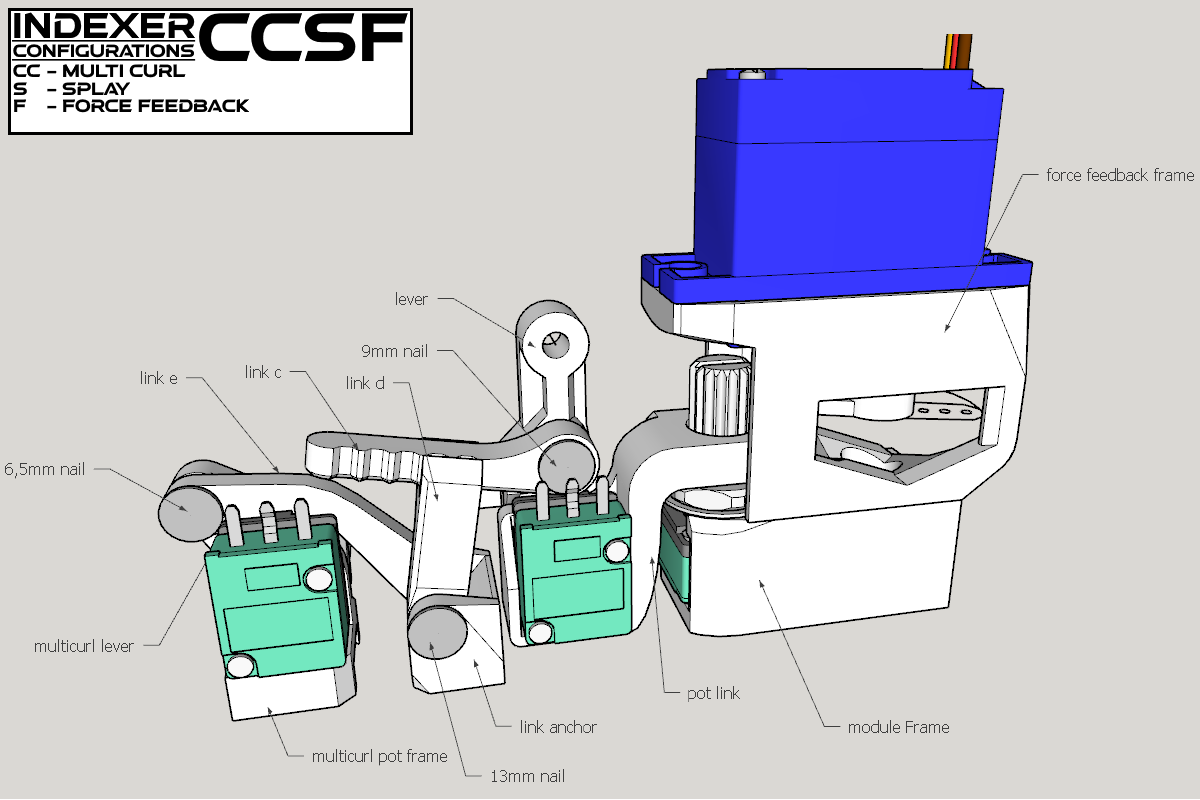 INDEXER
CONFIGURATIONS
CCSF
CC - MULTI CURL
S - SPLAY
F - FORCE FEEDBACK
force feedback frame
lever
9mm nail
link c
link d
link e
6,5mm nail
multicurl lever
pot link
link anchor
module Frame
multicurl pot frame
13mm nail